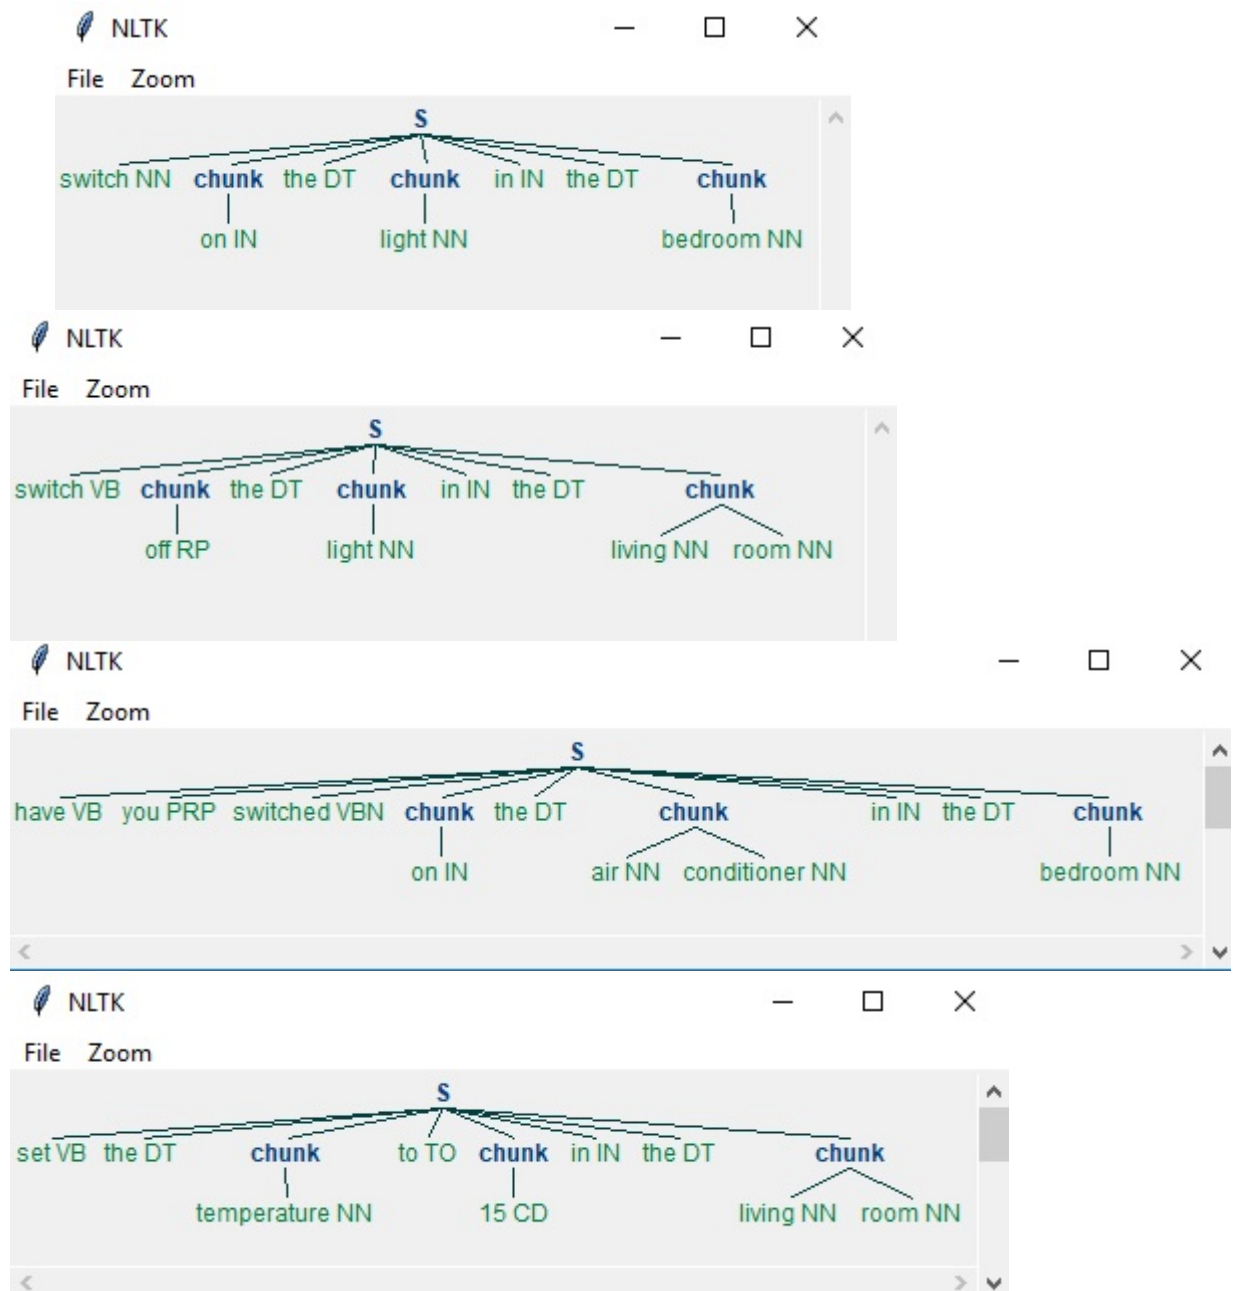 NLTK
File Zoom
S
switch NN chunk the DT chunk in IN the DT chunk
on IN light NN bedroom NN
NLTK
File Zoom
S
switch VB chunk the DT chunk in IN the DT chunk
off RP light NN living NN room NN
NLTK
File Zoom
S
have VB you PRP switched VBN chunk the DT chunk in IN the DT chunk
on IN air NN conditioner NN bedroom NN
NLTK
File Zoom
S
set VB the DT chunk to TO chunk in IN the DT chunk
temperature NN 15 CD living NN room NN